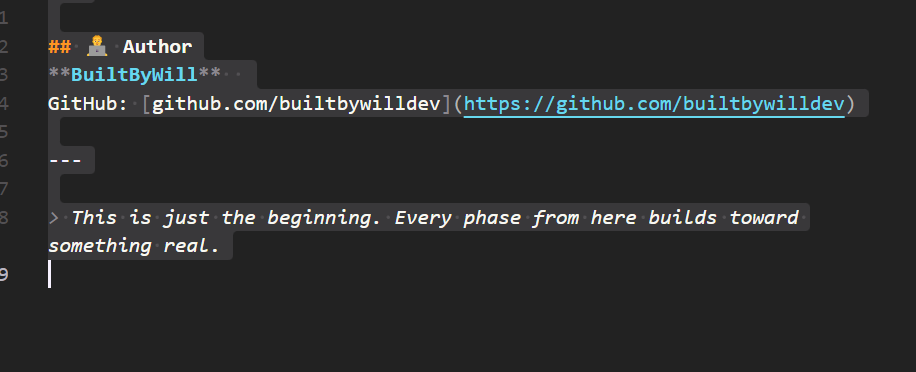 1
2 ## 👨‍💻 Author
3 **BuiltByWill**
4 GitHub: [github.com/builtbywilldev](https://github.com/builtbywilldev)
5
6 ---
7
8 > This is just the beginning. Every phase from here builds toward
something real.
9